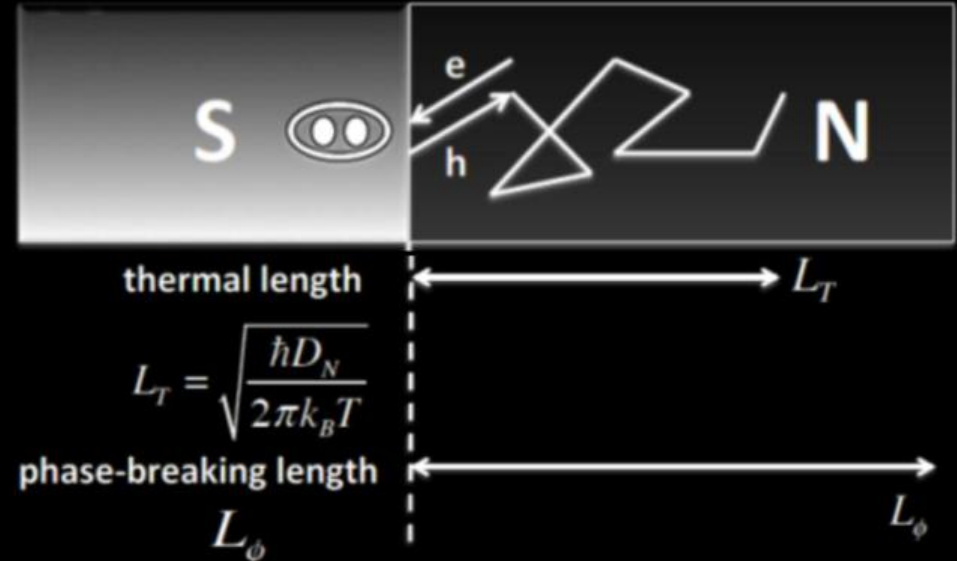 e
S N
h
thermal length L_T
L_T = √(ħD_N / 2πk_BT)
phase-breaking length
L_ϕ L_ϕ